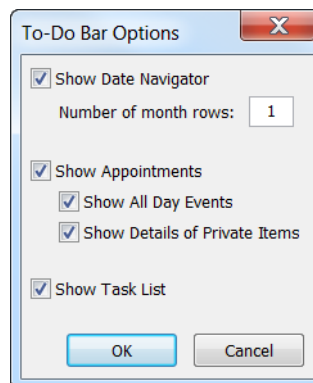 To-Do Bar Options
Show Date Navigator
Number of month rows: 1
Show Appointments
Show All Day Events
Show Details of Private Items
Show Task List
OK Cancel